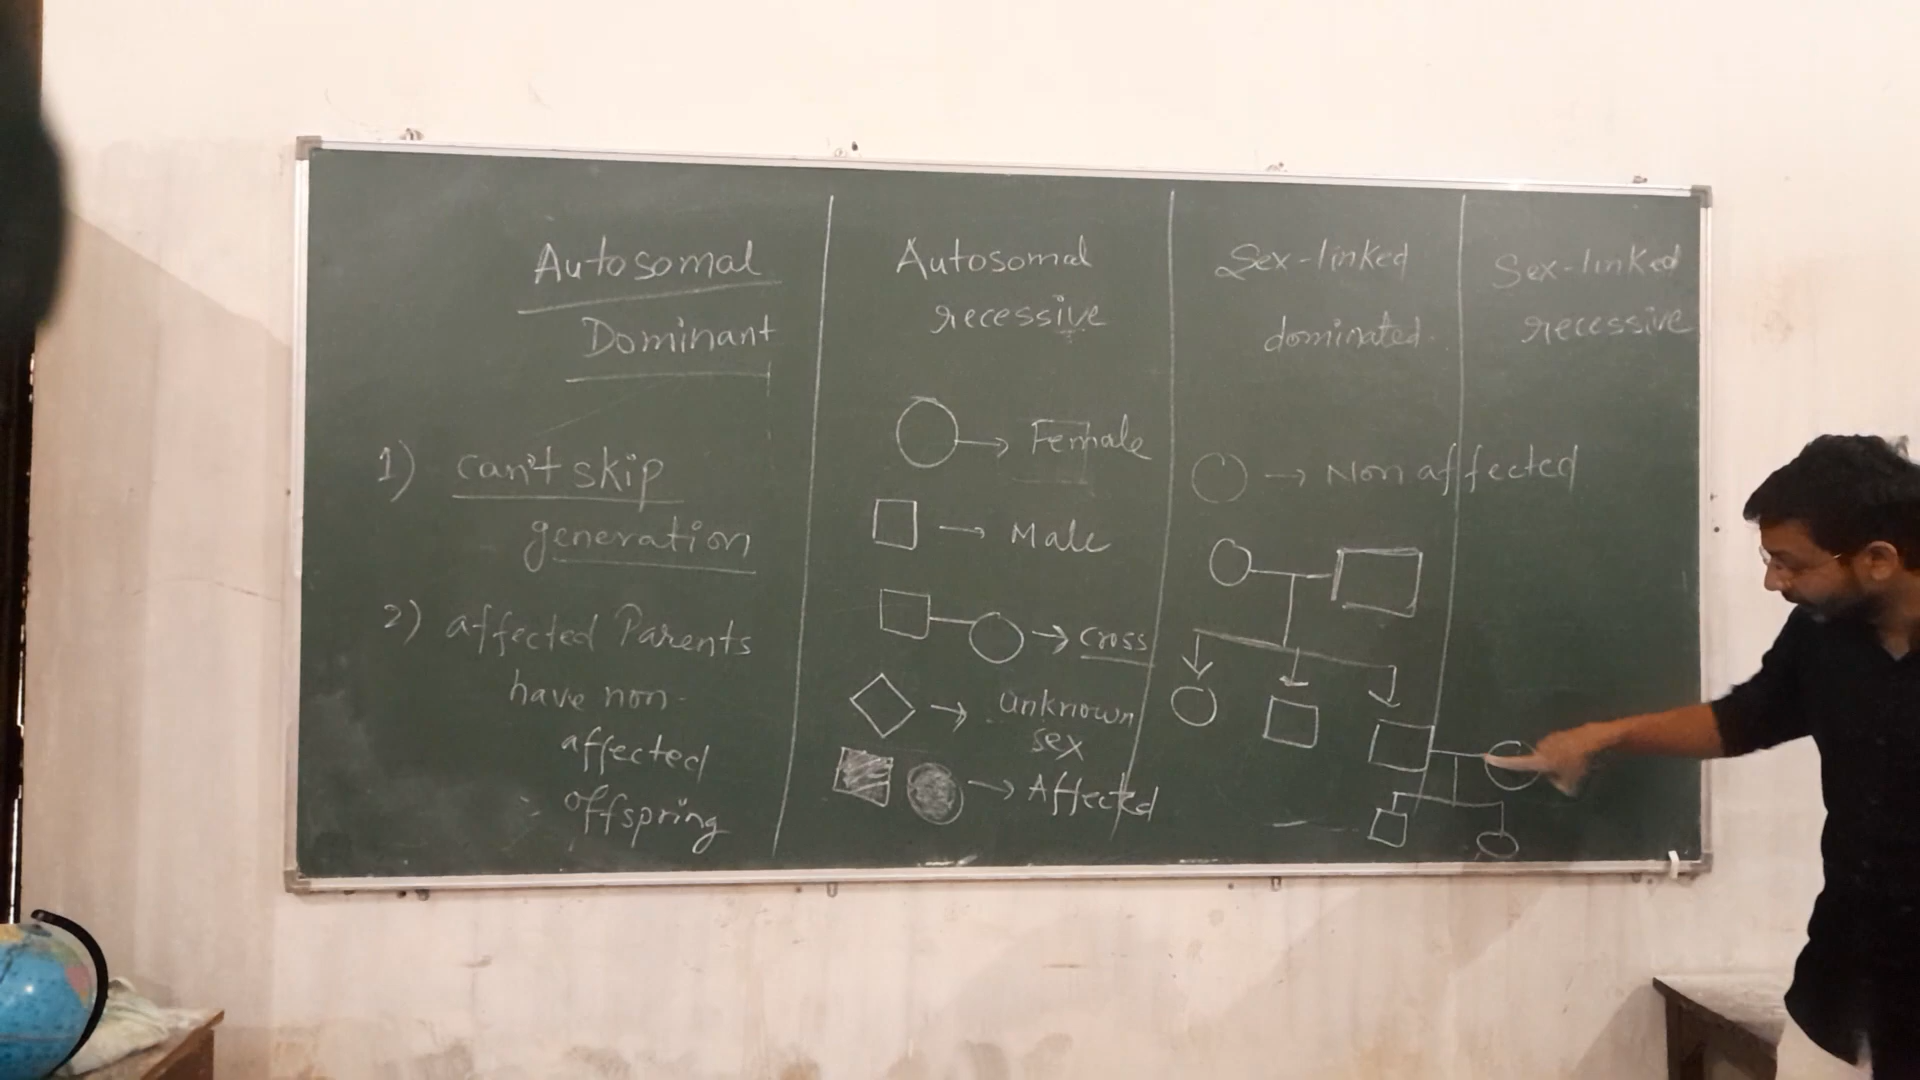 Autosomal
Dominant
1) can't skip
generation
2) affected Parents
have non-
affected
offspring
Autosomal
recessive
→ Female
→ Male
→ cross
→ unknown
sex
→ Affected
Sex-linked
dominated.
→ Non affected
Sex-linked
recessive